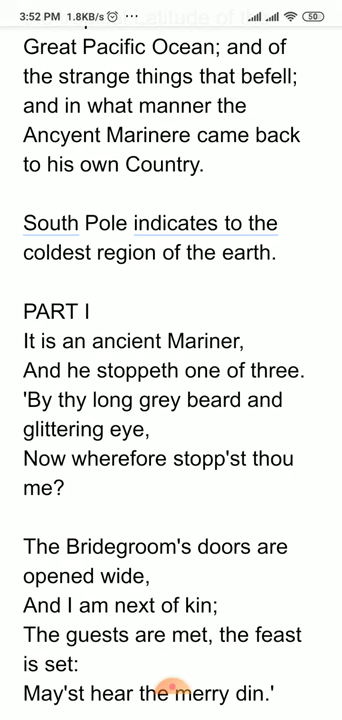 3:52 PM 1.8KB/s ... 50
Great Pacific Ocean; and of
the strange things that befell;
and in what manner the
Ancyent Marinere came back
to his own Country.
South Pole indicates to the
coldest region of the earth.
PART I
It is an ancient Mariner,
And he stoppeth one of three.
'By thy long grey beard and
glittering eye,
Now wherefore stopp'st thou
me?
The Bridegroom's doors are
opened wide,
And I am next of kin;
The guests are met, the feast
is set:
May'st hear the merry din.'